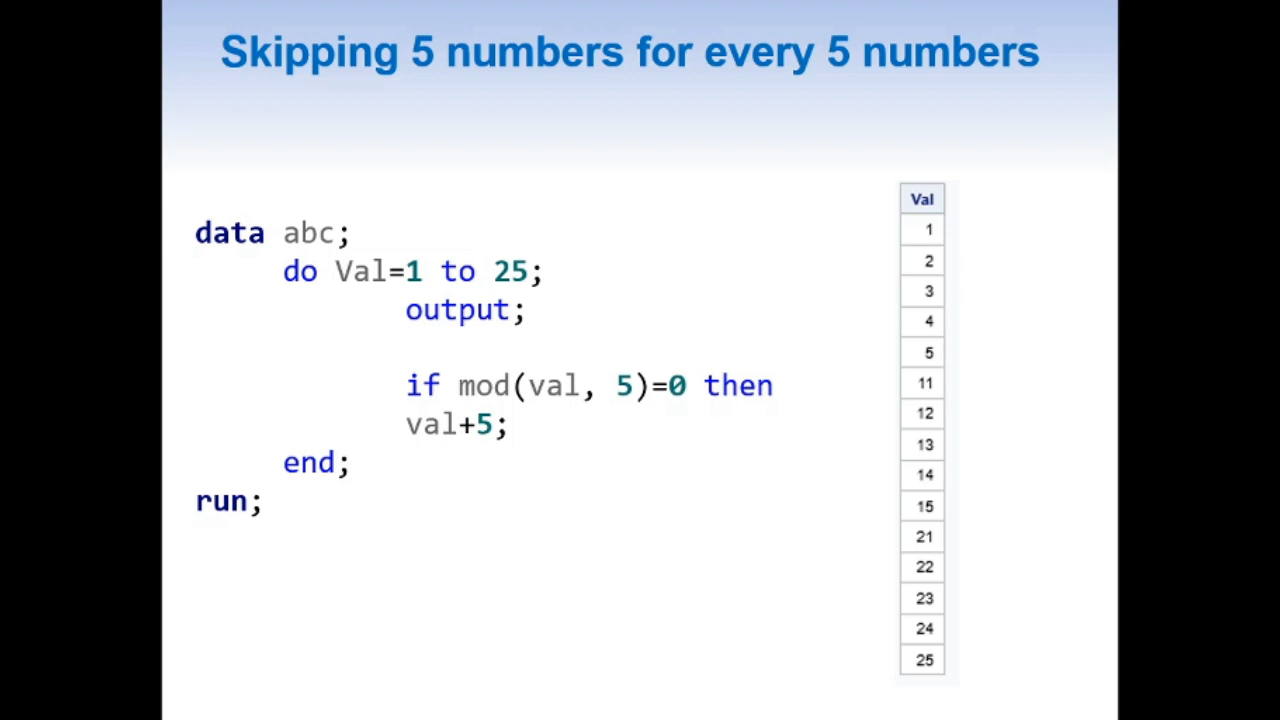 Skipping 5 numbers for every 5 numbers
data abc;
do Val=1 to 25;
output;
if mod(val, 5)=0 then
val+5;
end;
run;
Val
1
2
3
4
5
11
12
13
14
15
21
22
23
24
25